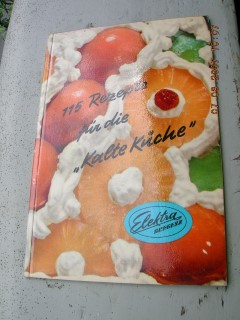 115 Rezepte
für die
„Kalte Küche"
Elektra